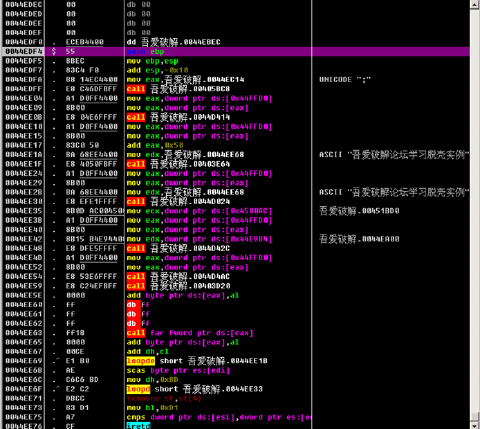 0044EDEC 00 db 00
0044EDED 00 db 00
0044EDEE 00 db 00
0044EDEF 00 db 00
0044EDF0 . ECEB4400 dd 吾爱破解.0044EBEC
0044EDF4 $ 55 push ebp
0044EDF5 . 8BEC mov ebp,esp
0044EDF7 . 83C4 F0 add esp,-0x10
0044EDFA . B8 14EC4400 mov eax,吾爱破解.0044EC14 UNICODE ";"
0044EDFF . E8 C46DFBFF call 吾爱破解.00405BC8
0044EE04 . A1 D0FF4400 mov eax,dword ptr ds:[0x44FFD0]
0044EE09 . 8B00 mov eax,dword ptr ds:[eax]
0044EE0B . E8 04E6FFFF call 吾爱破解.0044D414
0044EE10 . A1 D0FF4400 mov eax,dword ptr ds:[0x44FFD0]
0044EE15 . 8B00 mov eax,dword ptr ds:[eax]
0044EE17 . 83C0 50 add eax,0x50
0044EE1A . BA 68EE4400 mov edx,吾爱破解.0044EE68 ASCII "吾爱破解论坛学习脱壳实例"
0044EE1F . E8 4050FBFF call 吾爱破解.00403E64
0044EE24 . A1 D0FF4400 mov eax,dword ptr ds:[0x44FFD0]
0044EE29 . 8B00 mov eax,dword ptr ds:[eax]
0044EE2B . BA 68EE4400 mov edx,吾爱破解.0044EE68 ASCII "吾爱破解论坛学习脱壳实例"
0044EE30 . E8 EFE1FFFF call 吾爱破解.0044D024
0044EE35 . 8B0D AC004500 mov ecx,dword ptr ds:[0x4500AC] 吾爱破解.00451BD0
0044EE3B . A1 D0FF4400 mov eax,dword ptr ds:[0x44FFD0]
0044EE40 . 8B00 mov eax,dword ptr ds:[eax]
0044EE42 . 8B15 D4E94400 mov edx,dword ptr ds:[0x44E9D4] 吾爱破解.0044EA00
0044EE48 . E8 DFE5FFFF call 吾爱破解.0044D42C
0044EE4D . A1 D0FF4400 mov eax,dword ptr ds:[0x44FFD0]
0044EE52 . 8B00 mov eax,dword ptr ds:[eax]
0044EE54 . E8 53E6FFFF call 吾爱破解.0044D4AC
0044EE59 . E8 C24EFBFF call 吾爱破解.00403D20
0044EE5E . 0000 add byte ptr ds:[eax],al
0044EE60 . FF db FF
0044EE61 . FF db FF
0044EE62 . FF db FF
0044EE63 . FF18 call far fword ptr ds:[eax]
0044EE65 . 0000 add byte ptr ds:[eax],al
0044EE67 . 00CE add dh,cl
0044EE69 .^ E1 B0 loopde short 吾爱破解.0044EE1B
0044EE6B . AE scas byte ptr es:[edi]
0044EE6C . C6C6 BD mov dh,0xBD
0044EE6F .^ E2 C2 loopd short 吾爱破解.0044EE33
0044EE71 . DBCC fcmovne st,st(4)
0044EE73 . B3 D1 mov bl,0xD1
0044EE75 . A7 cmps dword ptr ds:[esi],dword ptr es:[e
0044EE76 . CF iretd